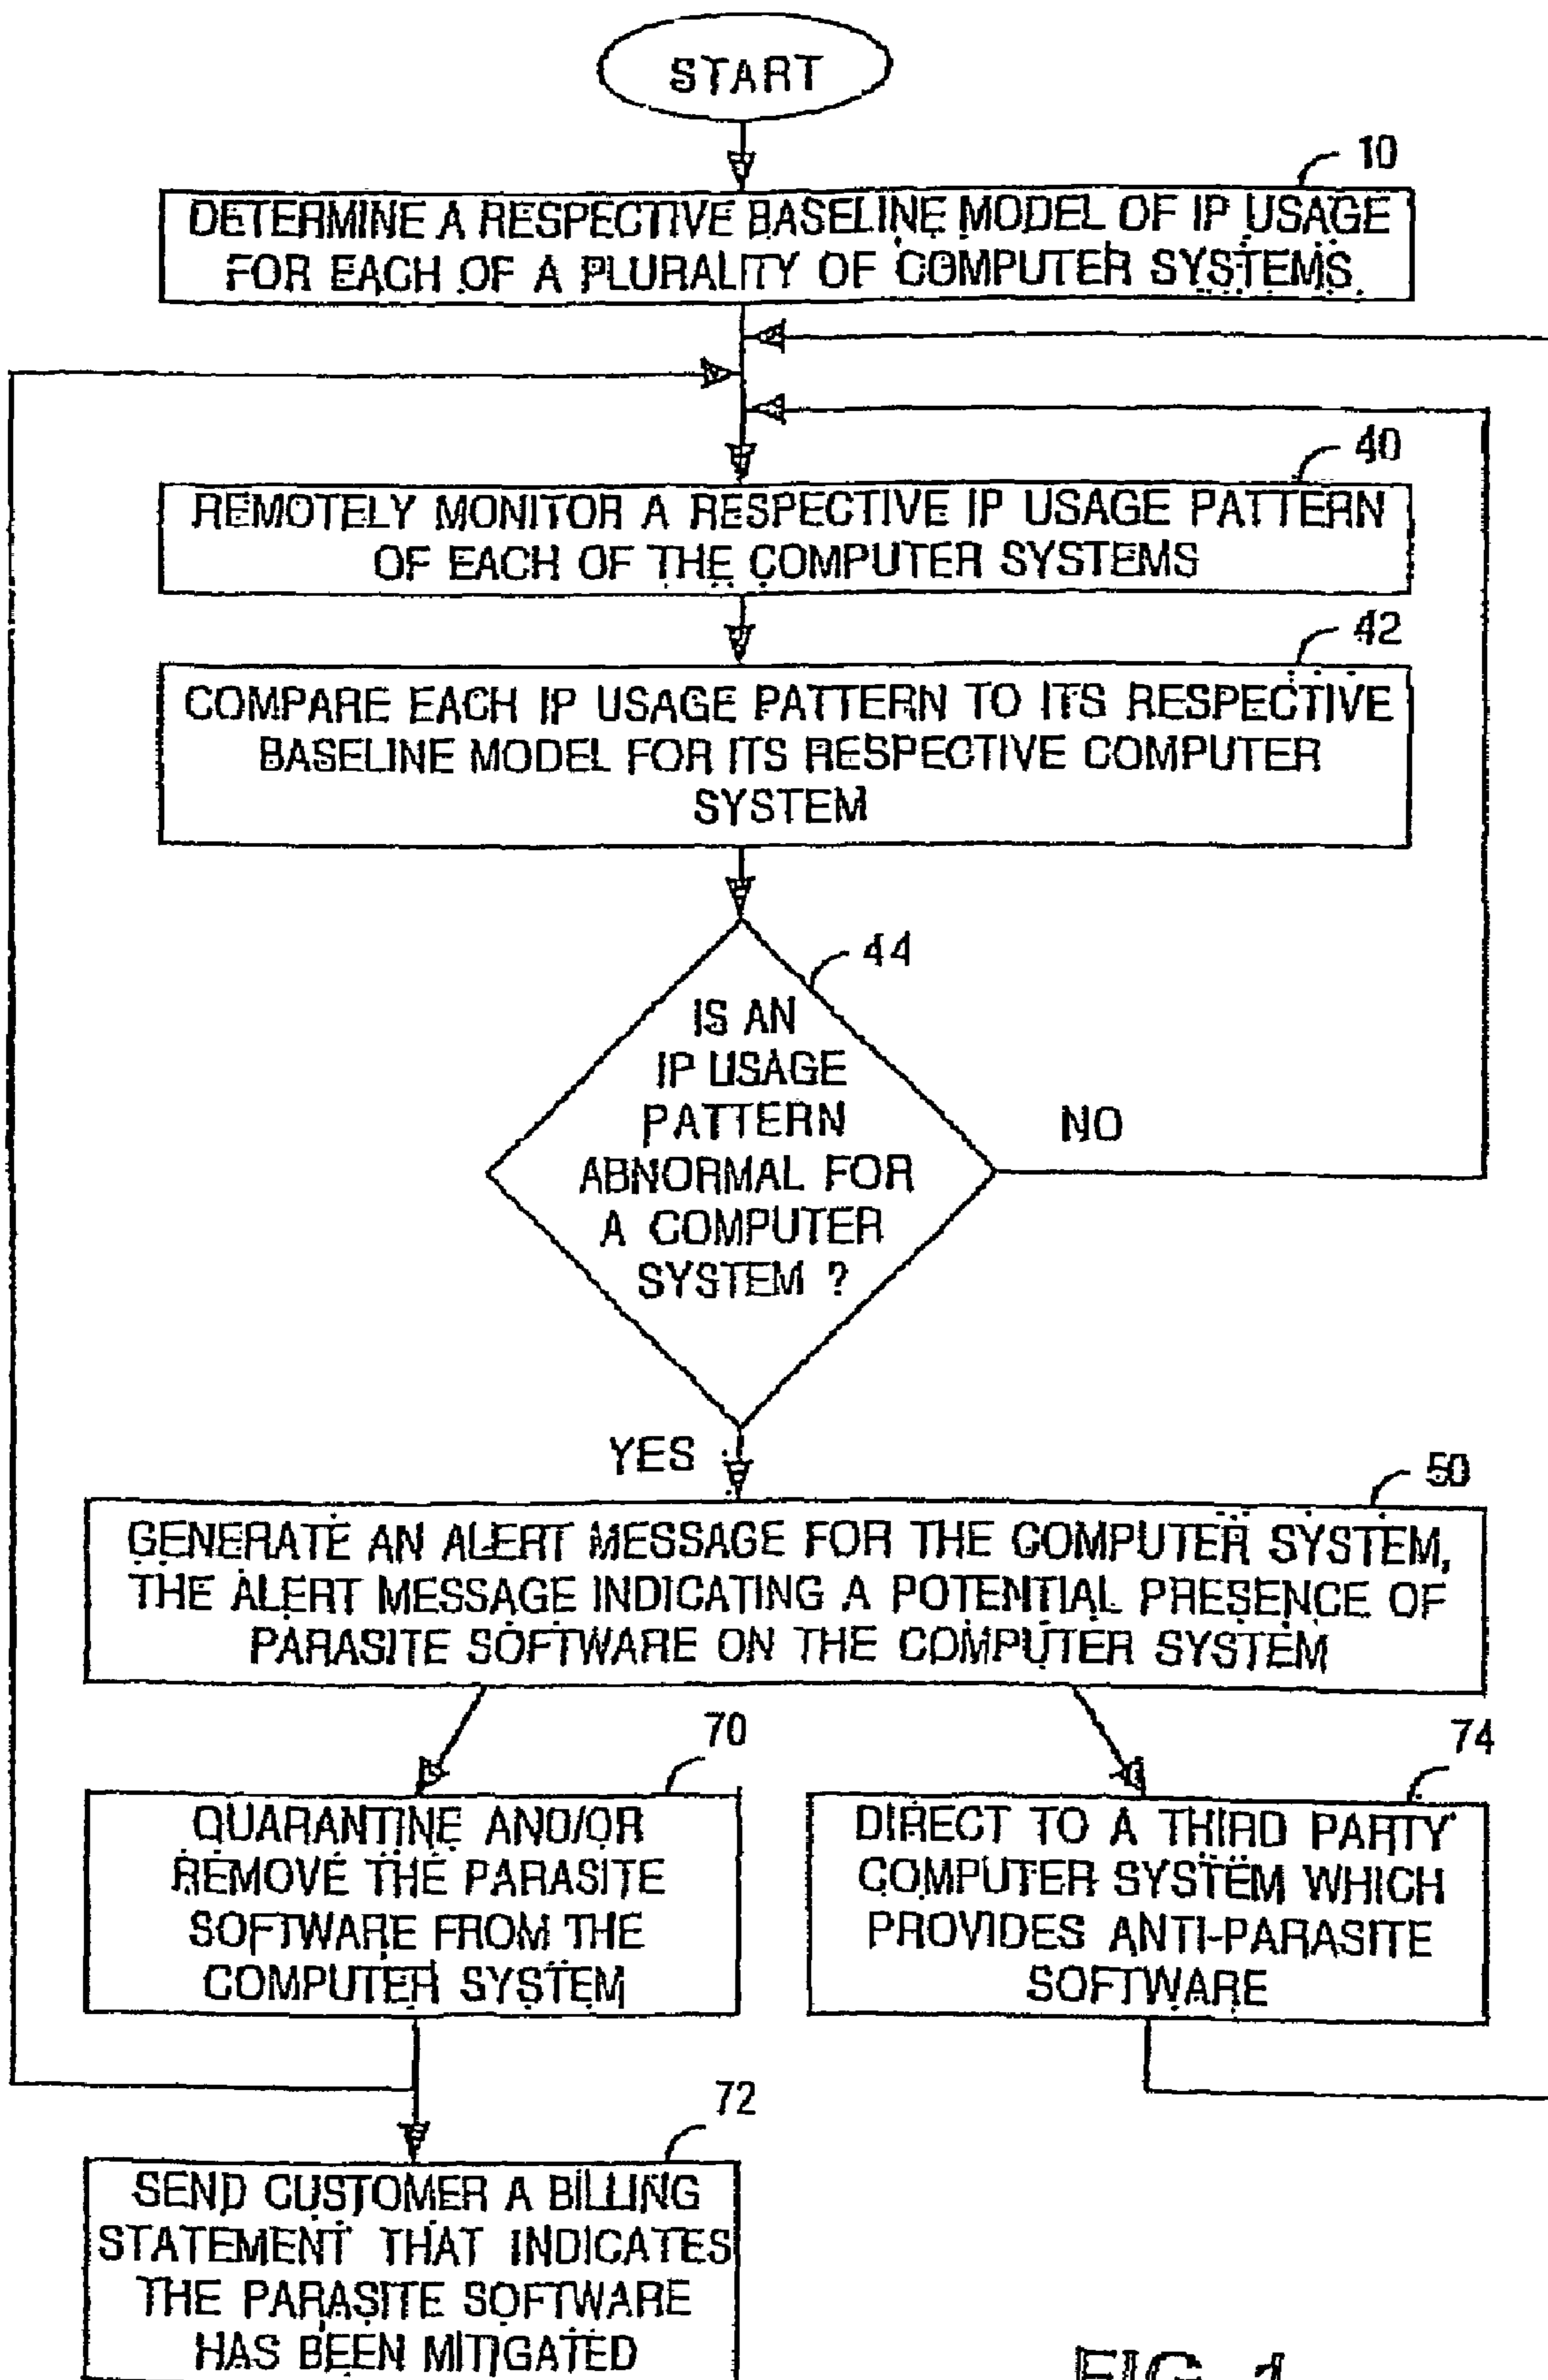 START
10
DETERMINE A RESPECTIVE BASELINE MODEL OF IP USAGE
FOR EACH OF A PLURALITY OF COMPUTER SYSTEMS
40
REMOTELY MONITOR A RESPECTIVE IP USAGE PATTERN
OF EACH OF THE COMPUTER SYSTEMS
42
COMPARE EACH IP USAGE PATTERN TO ITS RESPECTIVE
BASELINE MODEL FOR ITS RESPECTIVE COMPUTER
SYSTEM
44
IS AN
IP USAGE
PATTERN
ABNORMAL FOR
A COMPUTER
SYSTEM ?
NO
YES
50
GENERATE AN ALERT MESSAGE FOR THE COMPUTER SYSTEM,
THE ALERT MESSAGE INDICATING A POTENTIAL PRESENCE OF
PARASITE SOFTWARE ON THE COMPUTER SYSTEM
70
QUARANTINE AND/OR
REMOVE THE PARASITE
SOFTWARE FROM THE
COMPUTER SYSTEM
74
DIRECT TO A THIRD PARTY
COMPUTER SYSTEM WHICH
PROVIDES ANTI-PARASITE
SOFTWARE
72
SEND CUSTOMER A BILLING
STATEMENT THAT INDICATES
THE PARASITE SOFTWARE
HAS BEEN MITIGATED
FIG. 1